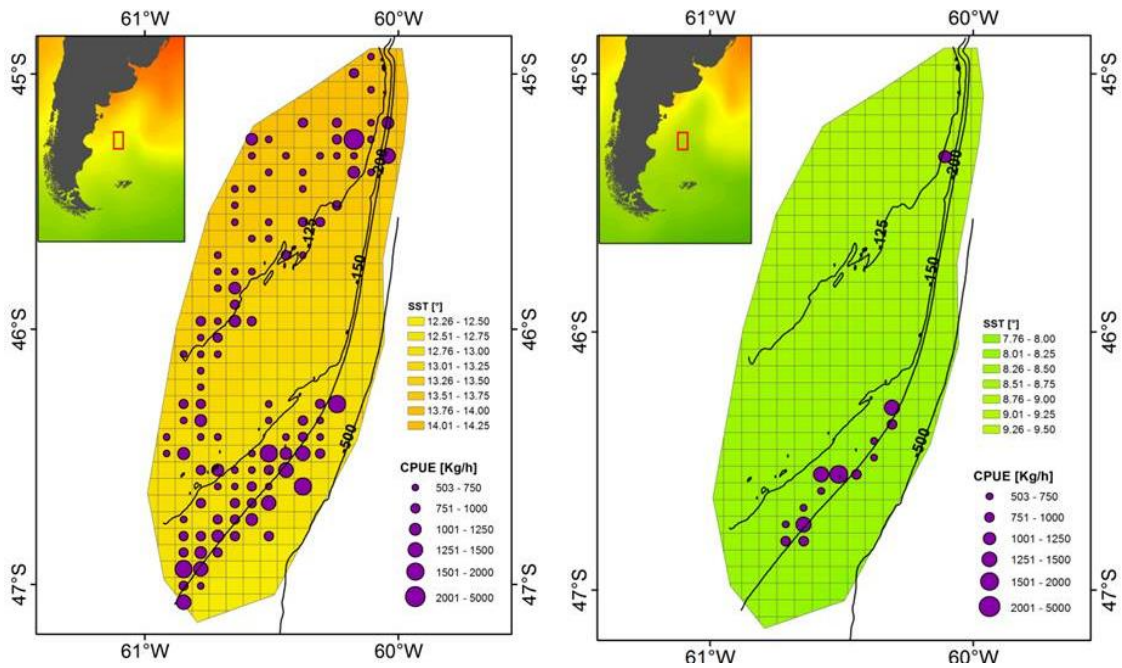 61°W
60°W
61°W
60°W
45°S
45°S
45°S
-200
-200
-125
-125
-150
-150
46°S
46°S
46°S
SST [°]
12.26 - 12.50
12.51 - 12.75
12.76 - 13.00
13.01 - 13.25
13.26 - 13.50
13.51 - 13.75
13.76 - 14.00
14.01 - 14.25
SST [°]
7.76 - 8.00
8.01 - 8.25
8.26 - 8.50
8.51 - 8.75
8.76 - 9.00
9.01 - 9.25
9.26 - 9.50
-500
-500
CPUE [Kg/h]
503 - 750
751 - 1000
1001 - 1250
1251 - 1500
1501 - 2000
2001 - 5000
CPUE [Kg/h]
503 - 750
751 - 1000
1001 - 1250
1251 - 1500
1501 - 2000
2001 - 5000
47°S
47°S
47°S
61°W
60°W
61°W
60°W